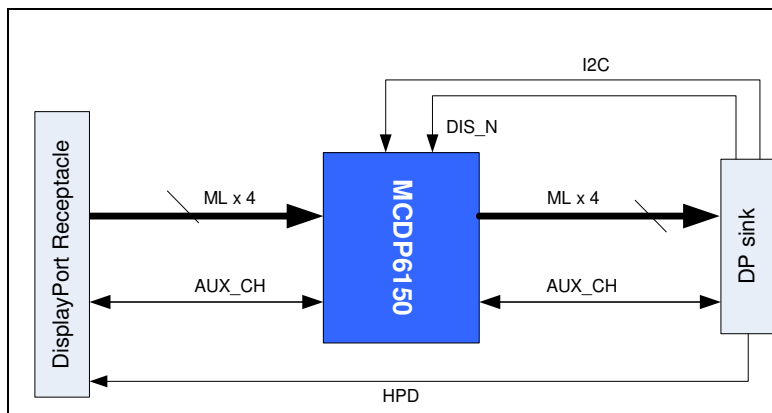 I2C
DIS_N
DisplayPort Receptacle
ML x 4
MCDP6150
ML x 4
DP sink
AUX_CH
AUX_CH
HPD